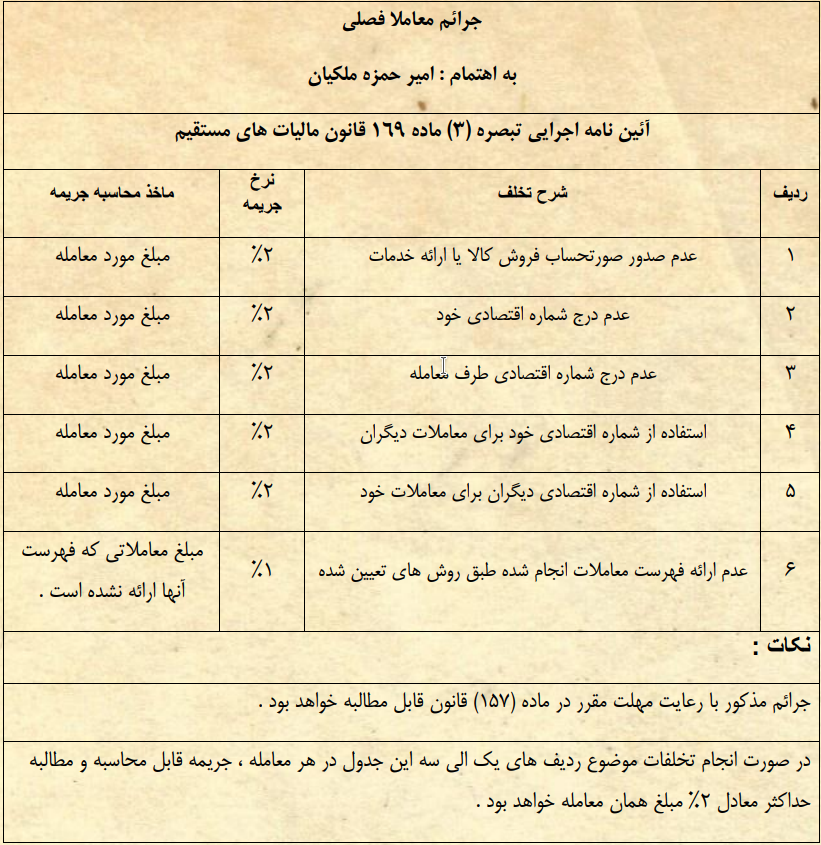 جرائم معاملا فصلی
به اهتمام : امیر حمزه ملکیان
آئین نامه اجرایی تبصره (۳) ماده ۱۶۹ قانون مالیات های مستقیم
ردیف شرح تخلف نرخ جریمه ماخذ محاسبه جریمه
۱ عدم صدور صورتحساب فروش کالا یا ارائه خدمات ۲٪ مبلغ مورد معامله
۲ عدم درج شماره اقتصادی خود ۲٪ مبلغ مورد معامله
۳ عدم درج شماره اقتصادی طرف معامله ۲٪ مبلغ مورد معامله
۴ استفاده از شماره اقتصادی خود برای معاملات دیگران ۲٪ مبلغ مورد معامله
۵ استفاده از شماره اقتصادی دیگران برای معاملات خود ۲٪ مبلغ مورد معامله
۶ عدم ارائه فهرست معاملات انجام شده طبق روش های تعیین شده ۱٪ مبلغ معاملاتی که فهرست
آنها ارائه نشده است .
نکات :
جرائم مذکور با رعایت مهلت مقرر در ماده (۱۵۷) قانون قابل مطالبه خواهد بود .
در صورت انجام تخلفات موضوع ردیف های یک الی سه این جدول در هر معامله ، جریمه قابل محاسبه و مطالبه
حداکثر معادل ۲٪ مبلغ همان معامله خواهد بود .